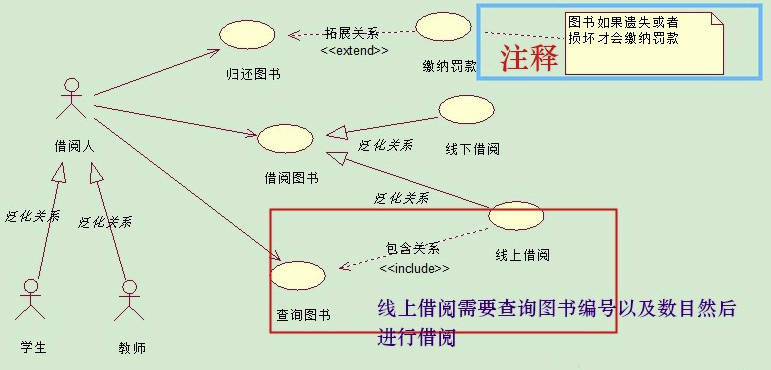 图书如果遗失或者
损坏才会缴纳罚款
注释
拓展关系
<<extend>>
归还图书
缴纳罚款
借阅人
泛化关系
线下借阅
借阅图书
泛化关系
泛化关系
泛化关系
包含关系
<<include>>
线上借阅
查询图书
线上借阅需要查询图书编号以及数目然后
进行借阅
学生
教师